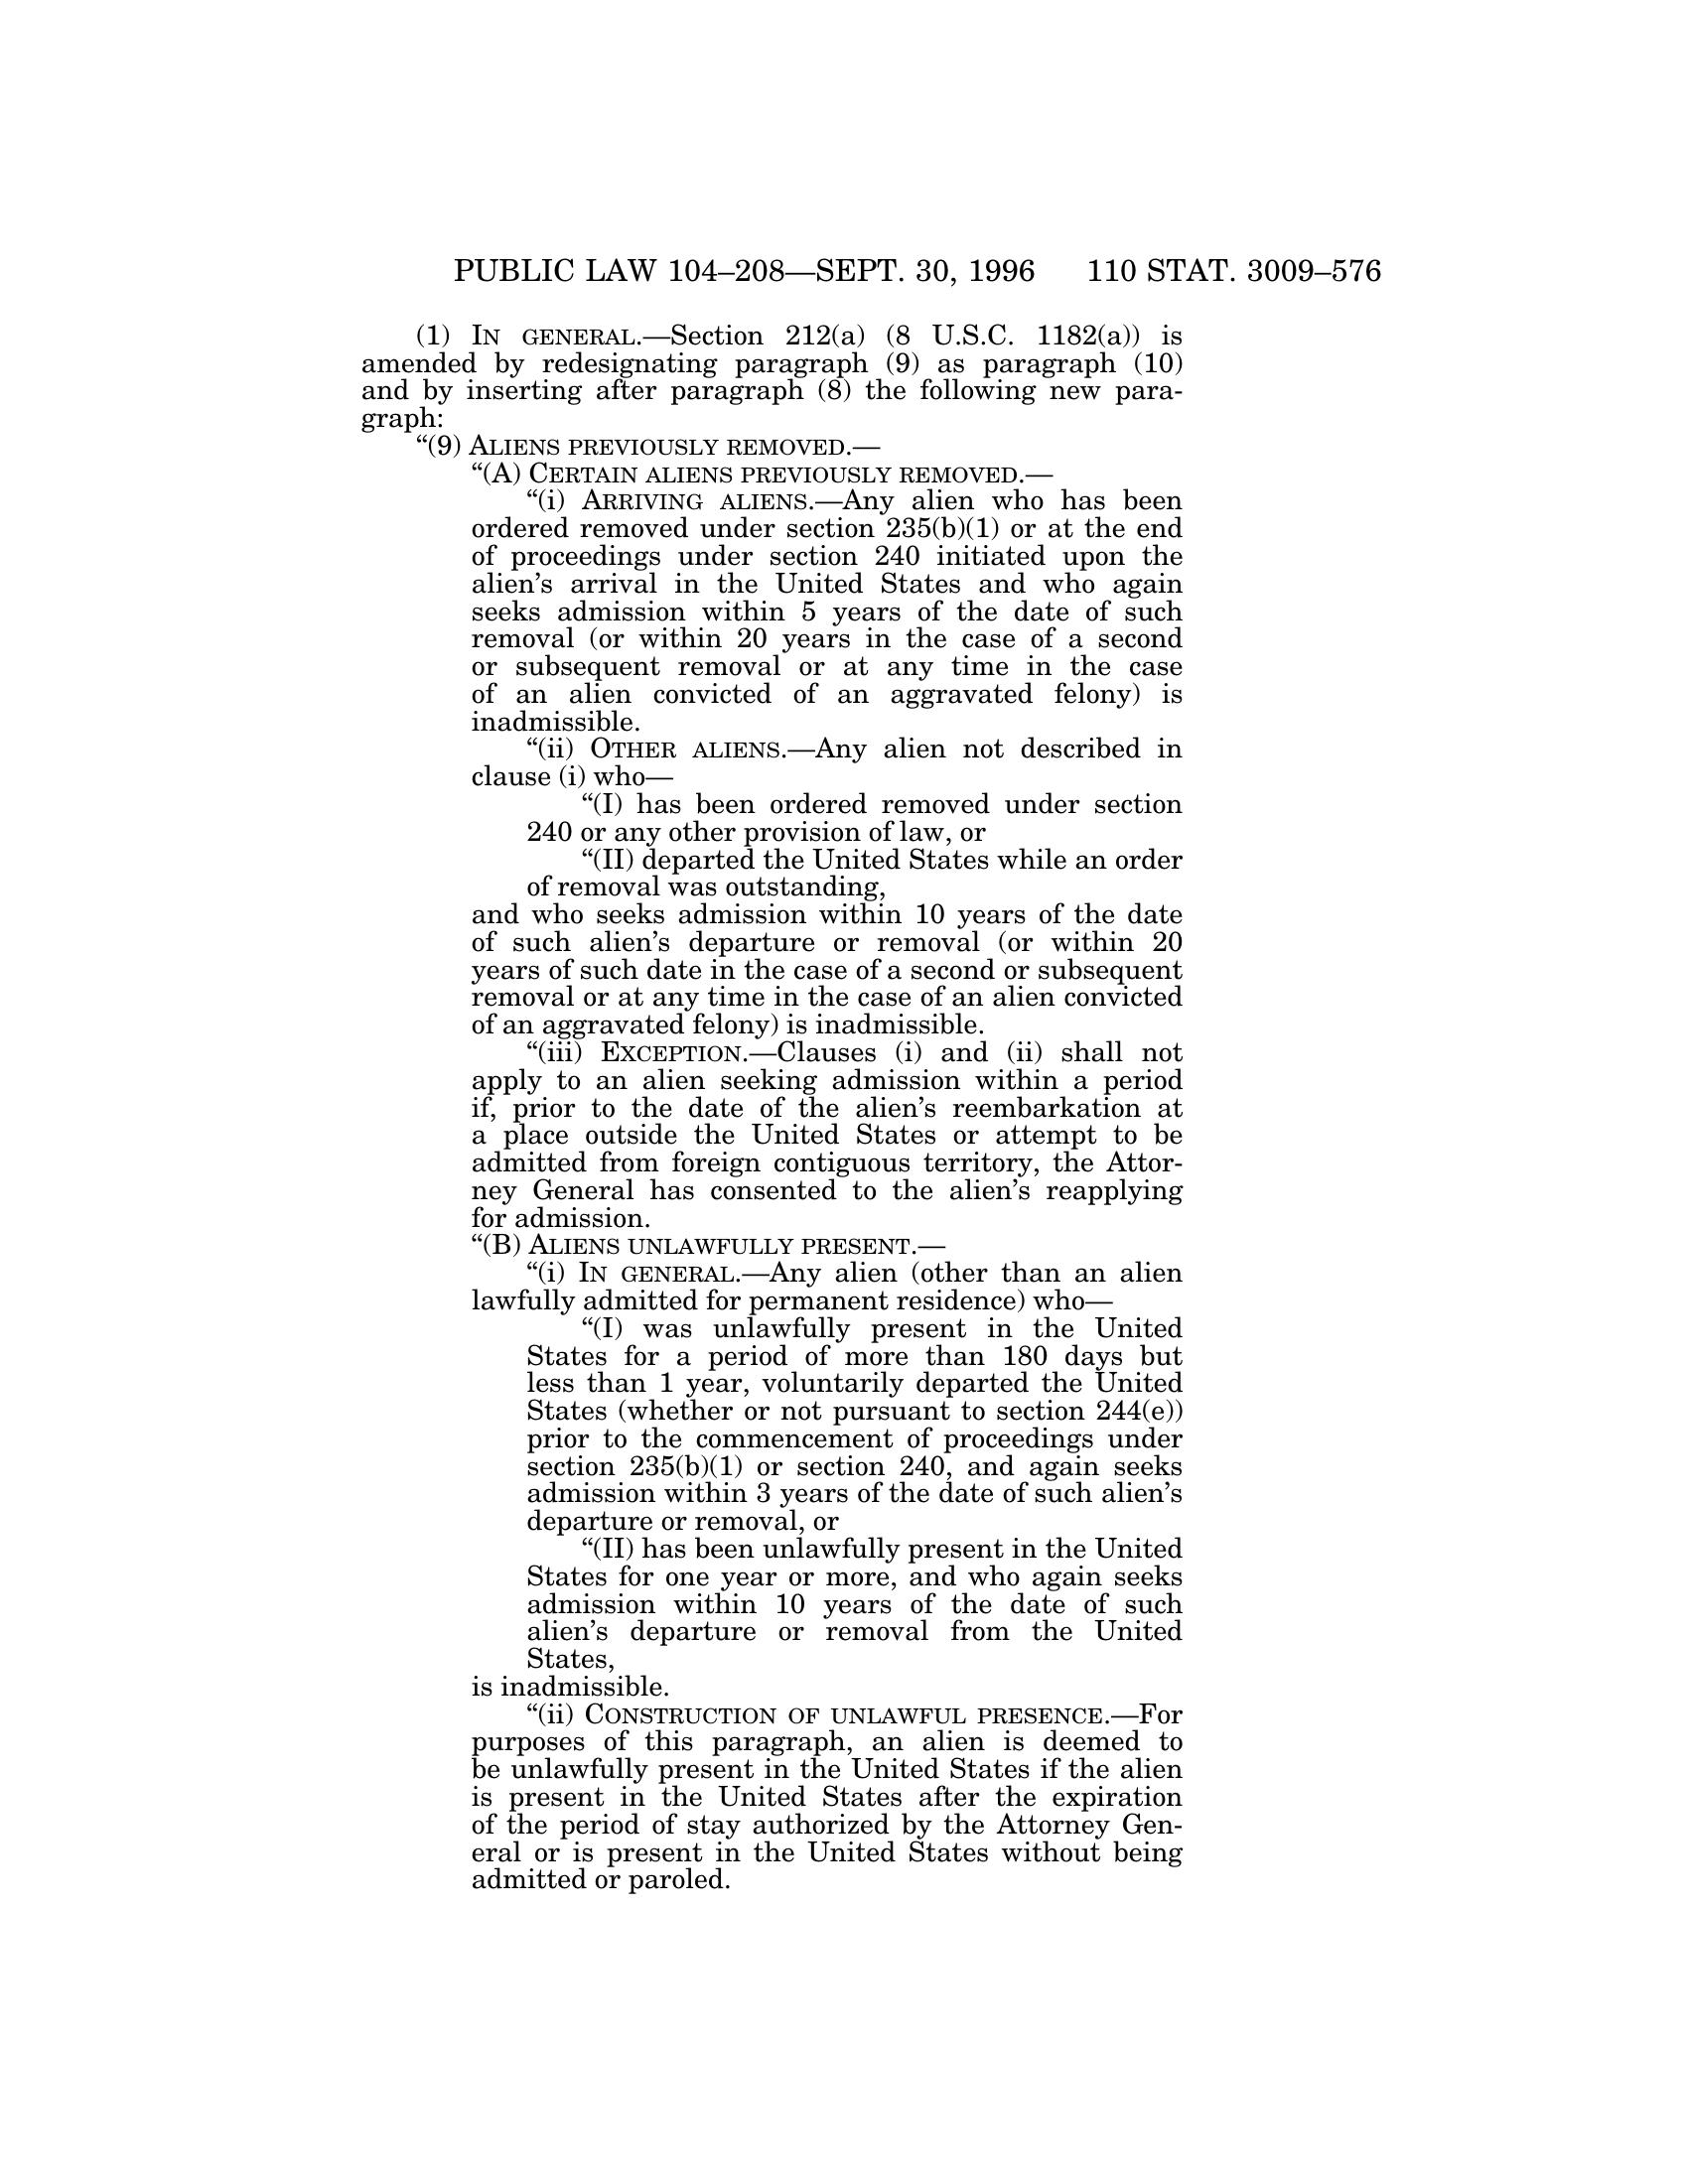 PUBLIC LAW 104–208—SEPT. 30, 1996 110 STAT. 3009–576
(1) IN GENERAL.—Section 212(a) (8 U.S.C. 1182(a)) is
amended by redesignating paragraph (9) as paragraph (10)
and by inserting after paragraph (8) the following new para-
graph:
“(9) ALIENS PREVIOUSLY REMOVED.—
“(A) CERTAIN ALIENS PREVIOUSLY REMOVED.—
“(i) ARRIVING ALIENS.—Any alien who has been
ordered removed under section 235(b)(1) or at the end
of proceedings under section 240 initiated upon the
alien’s arrival in the United States and who again
seeks admission within 5 years of the date of such
removal (or within 20 years in the case of a second
or subsequent removal or at any time in the case
of an alien convicted of an aggravated felony) is
inadmissible.
“(ii) OTHER ALIENS.—Any alien not described in
clause (i) who—
“(I) has been ordered removed under section
240 or any other provision of law, or
“(II) departed the United States while an order
of removal was outstanding,
and who seeks admission within 10 years of the date
of such alien’s departure or removal (or within 20
years of such date in the case of a second or subsequent
removal or at any time in the case of an alien convicted
of an aggravated felony) is inadmissible.
“(iii) EXCEPTION.—Clauses (i) and (ii) shall not
apply to an alien seeking admission within a period
if, prior to the date of the alien’s reembarkation at
a place outside the United States or attempt to be
admitted from foreign contiguous territory, the Attor-
ney General has consented to the alien’s reapplying
for admission.
“(B) ALIENS UNLAWFULLY PRESENT.—
“(i) IN GENERAL.—Any alien (other than an alien
lawfully admitted for permanent residence) who—
“(I) was unlawfully present in the United
States for a period of more than 180 days but
less than 1 year, voluntarily departed the United
States (whether or not pursuant to section 244(e))
prior to the commencement of proceedings under
section 235(b)(1) or section 240, and again seeks
admission within 3 years of the date of such alien’s
departure or removal, or
“(II) has been unlawfully present in the United
States for one year or more, and who again seeks
admission within 10 years of the date of such
alien’s departure or removal from the United
States,
is inadmissible.
“(ii) CONSTRUCTION OF UNLAWFUL PRESENCE.—For
purposes of this paragraph, an alien is deemed to
be unlawfully present in the United States if the alien
is present in the United States after the expiration
of the period of stay authorized by the Attorney Gen-
eral or is present in the United States without being
admitted or paroled.